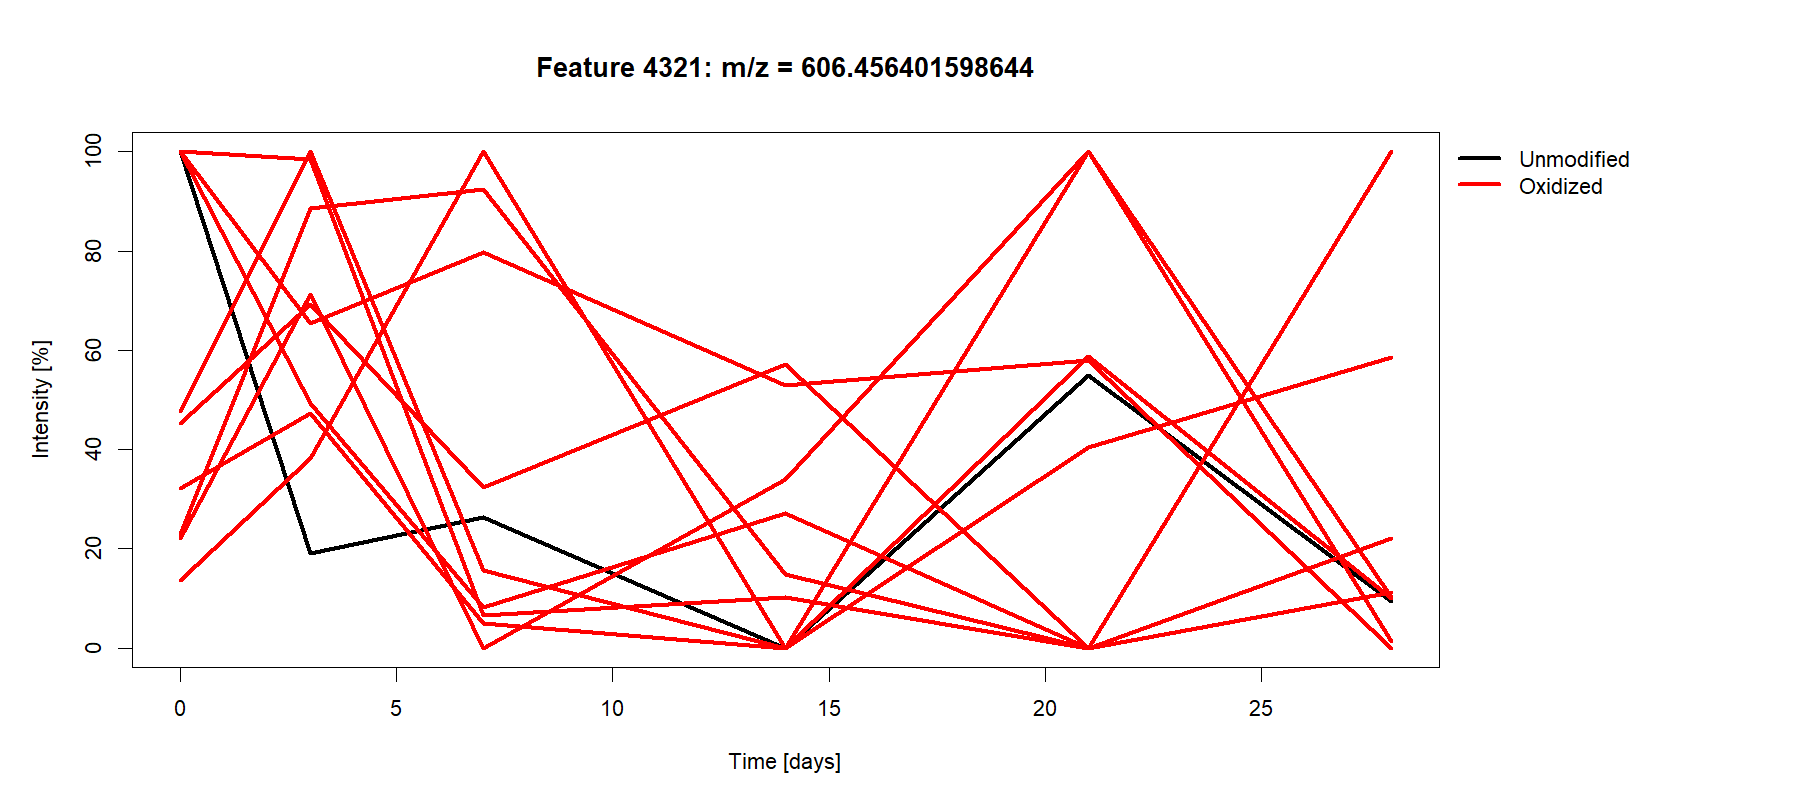 Feature 4321: m/z = 606.456401598644
Unmodified
Oxidized
Intensity [%]
100
80
60
40
20
0
0 5 10 15 20 25
Time [days]